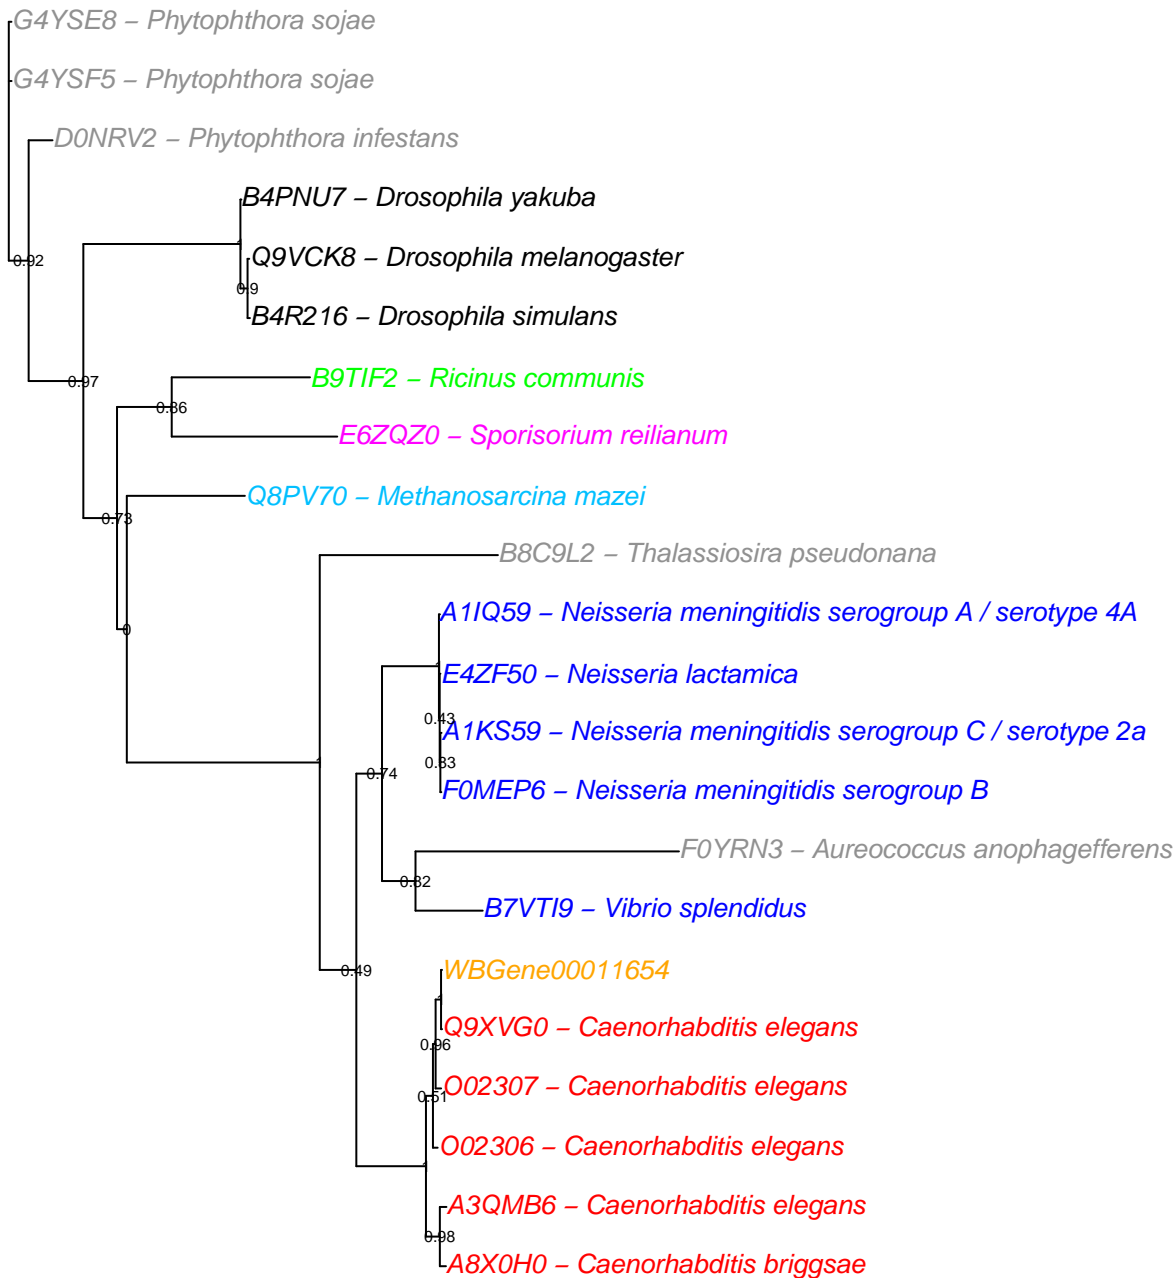 G4YSE8 – Phytophthora sojae
G4YSF5 – Phytophthora sojae
D0NRV2 – Phytophthora infestans
B4PNU7 – Drosophila yakuba
1
0.92
Q9VCK8 – Drosophila melanogaster
0.9
B4R216 – Drosophila simulans
0.97
B9TIF2 – Ricinus communis
0.86
E6ZQZ0 – Sporisorium reilianum
Q8PV70 – Methanosarcina mazei
0.73
B8C9L2 – Thalassiosira pseudonana
A1IQ59 – Neisseria meningitidis serogroup A / serotype 4A
0
1
E4ZF50 – Neisseria lactamica
0.43
A1KS59 – Neisseria meningitidis serogroup C / serotype 2a
1
0.83
0.74
F0MEP6 – Neisseria meningitidis serogroup B
F0YRN3 – Aureococcus anophagefferens
0.82
B7VTI9 – Vibrio splendidus
0.49
WBGene00011654
1
Q9XVG0 – Caenorhabditis elegans
0.96
O02307 – Caenorhabditis elegans
0.51
O02306 – Caenorhabditis elegans
1
A3QMB6 – Caenorhabditis elegans
0.98
A8X0H0 – Caenorhabditis briggsae